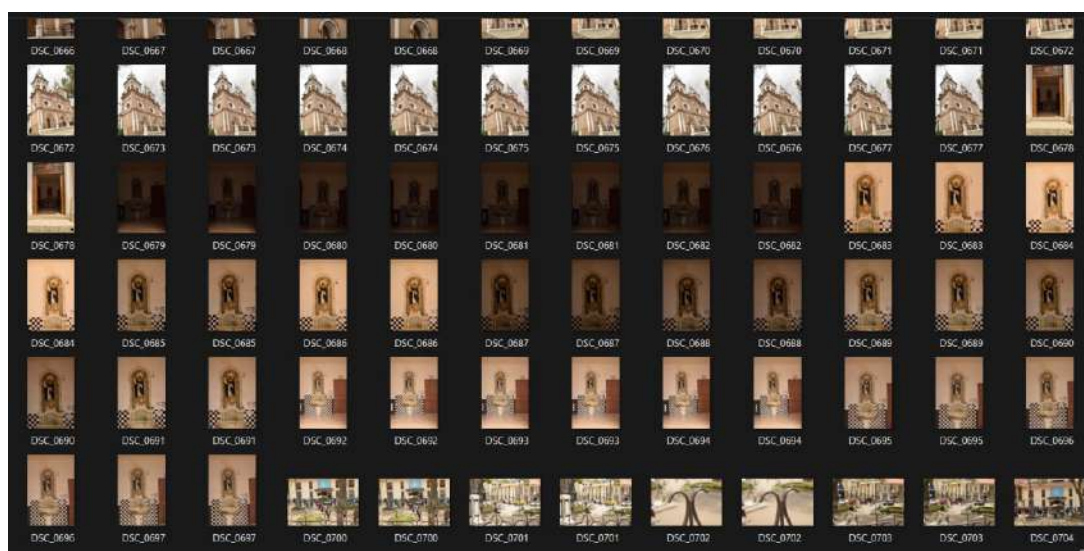 DSC_0666 DSC_0667 DSC_0667 DSC_0668 DSC_0668 DSC_0669 DSC_0669 DSC_0670 DSC_0670 DSC_0671 DSC_0671 DSC_0672
DSC_0672 DSC_0673 DSC_0673 DSC_0674 DSC_0674 DSC_0675 DSC_0675 DSC_0676 DSC_0676 DSC_0677 DSC_0677 DSC_0678
DSC_0678 DSC_0679 DSC_0679 DSC_0680 DSC_0680 DSC_0681 DSC_0681 DSC_0682 DSC_0682 DSC_0683 DSC_0683 DSC_0684
DSC_0684 DSC_0685 DSC_0685 DSC_0686 DSC_0686 DSC_0687 DSC_0687 DSC_0688 DSC_0688 DSC_0689 DSC_0689 DSC_0690
DSC_0690 DSC_0691 DSC_0691 DSC_0692 DSC_0692 DSC_0693 DSC_0693 DSC_0694 DSC_0694 DSC_0695 DSC_0695 DSC_0696
DSC_0696 DSC_0697 DSC_0697 DSC_0700 DSC_0700 DSC_0701 DSC_0701 DSC_0702 DSC_0702 DSC_0703 DSC_0703 DSC_0704